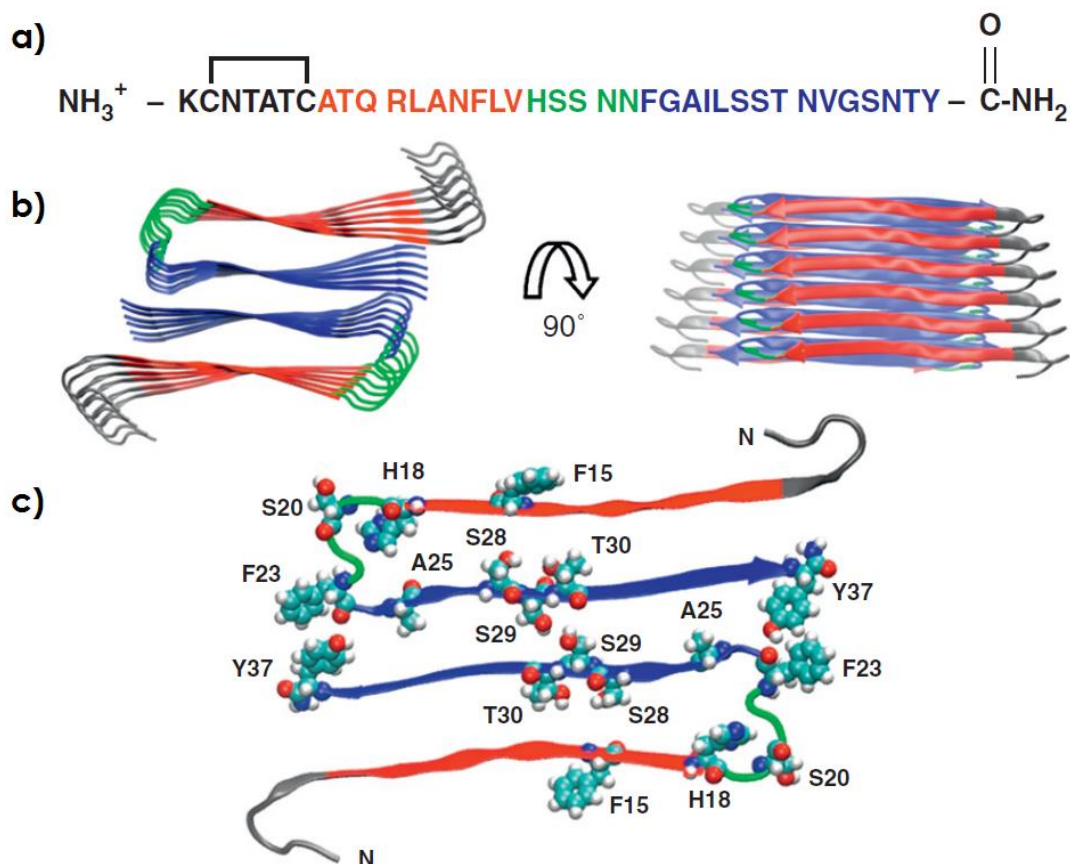 a)
O
NH3+ – KCNTATCATQ RLANFLVHSS NNFGAILSST NVGSNTY – C-NH2
b)
90°
c)
N
H18
F15
S20
S28
T30
A25
F23
A25
Y37
S29
S29
Y37
F23
T30
S28
S20
F15
H18
N